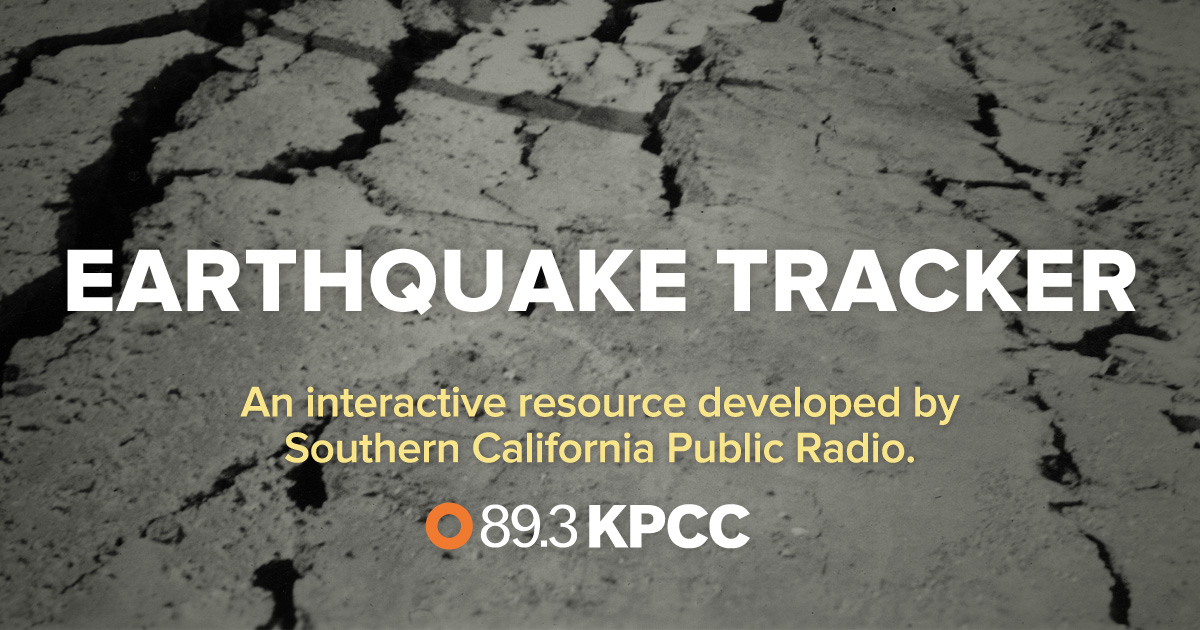 EARTHQUAKE TRACKER
An interactive resource developed by
Southern California Public Radio.
89.3 KPCC